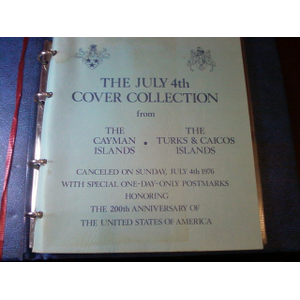 THE JULY 4th
COVER COLLECTION
from
THE CAYMAN ISLANDS • THE TURKS & CAICOS ISLANDS
CANCELED ON SUNDAY, JULY 4th 1976
WITH SPECIAL ONE-DAY-ONLY POSTMARKS
HONORING
THE 200th ANNIVERSARY OF
THE UNITED STATES OF AMERICA